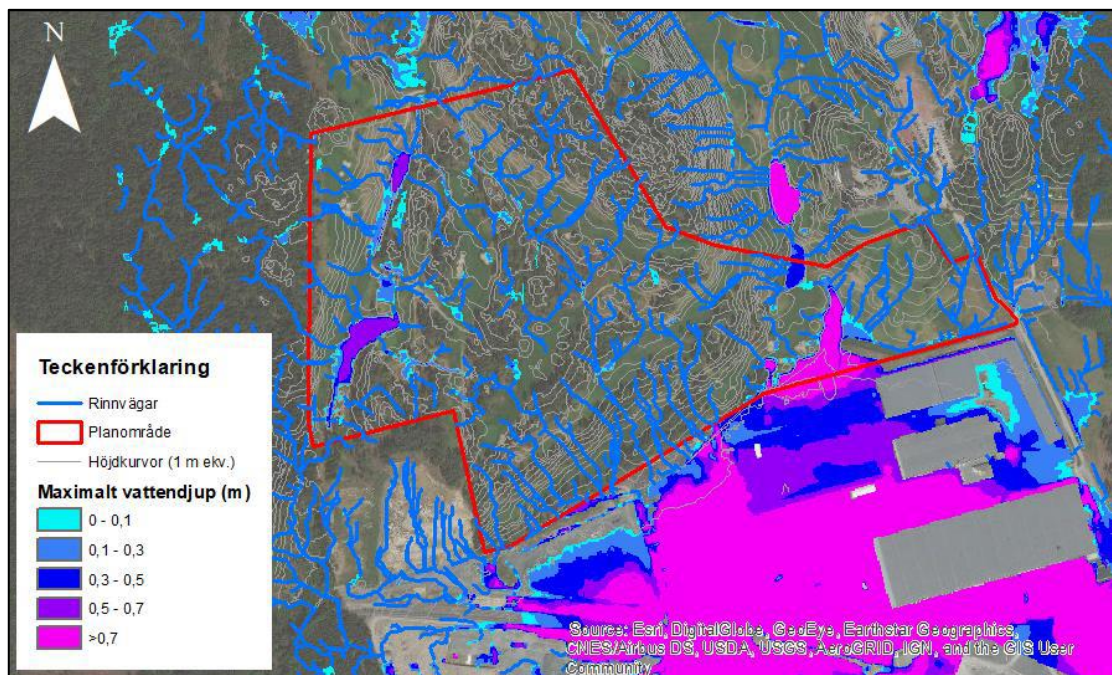 N
Teckenförklaring
Rinnvägar
Planområde
Höjdkurvor (1 m ekv.)
Maximalt vattendjup (m)
0 - 0,1
0,1 - 0,3
0,3 - 0,5
0,5 - 0,7
>0,7
Source: Esri, DigitalGlobe, GeoEye, Earthstar Geographics,
CNES/Airbus DS, USDA, USGS, AeroGRID, IGN, and the GIS User
Community